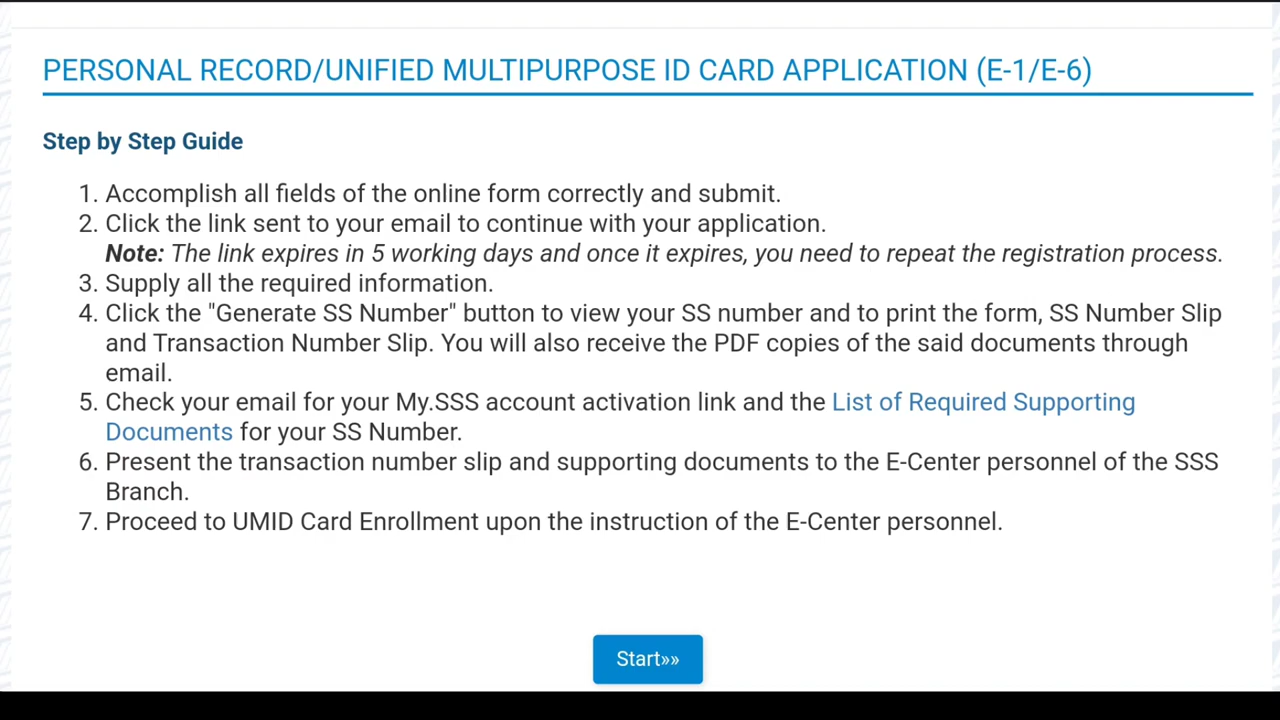 PERSONAL RECORD/UNIFIED MULTIPURPOSE ID CARD APPLICATION (E-1/E-6)
Step by Step Guide
1. Accomplish all fields of the online form correctly and submit.
2. Click the link sent to your email to continue with your application.
Note: The link expires in 5 working days and once it expires, you need to repeat the registration process.
3. Supply all the required information.
4. Click the "Generate SS Number" button to view your SS number and to print the form, SS Number Slip
and Transaction Number Slip. You will also receive the PDF copies of the said documents through
email.
5. Check your email for your My.SSS account activation link and the List of Required Supporting
Documents for your SS Number.
6. Present the transaction number slip and supporting documents to the E-Center personnel of the SSS
Branch.
7. Proceed to UMID Card Enrollment upon the instruction of the E-Center personnel.
Start»»